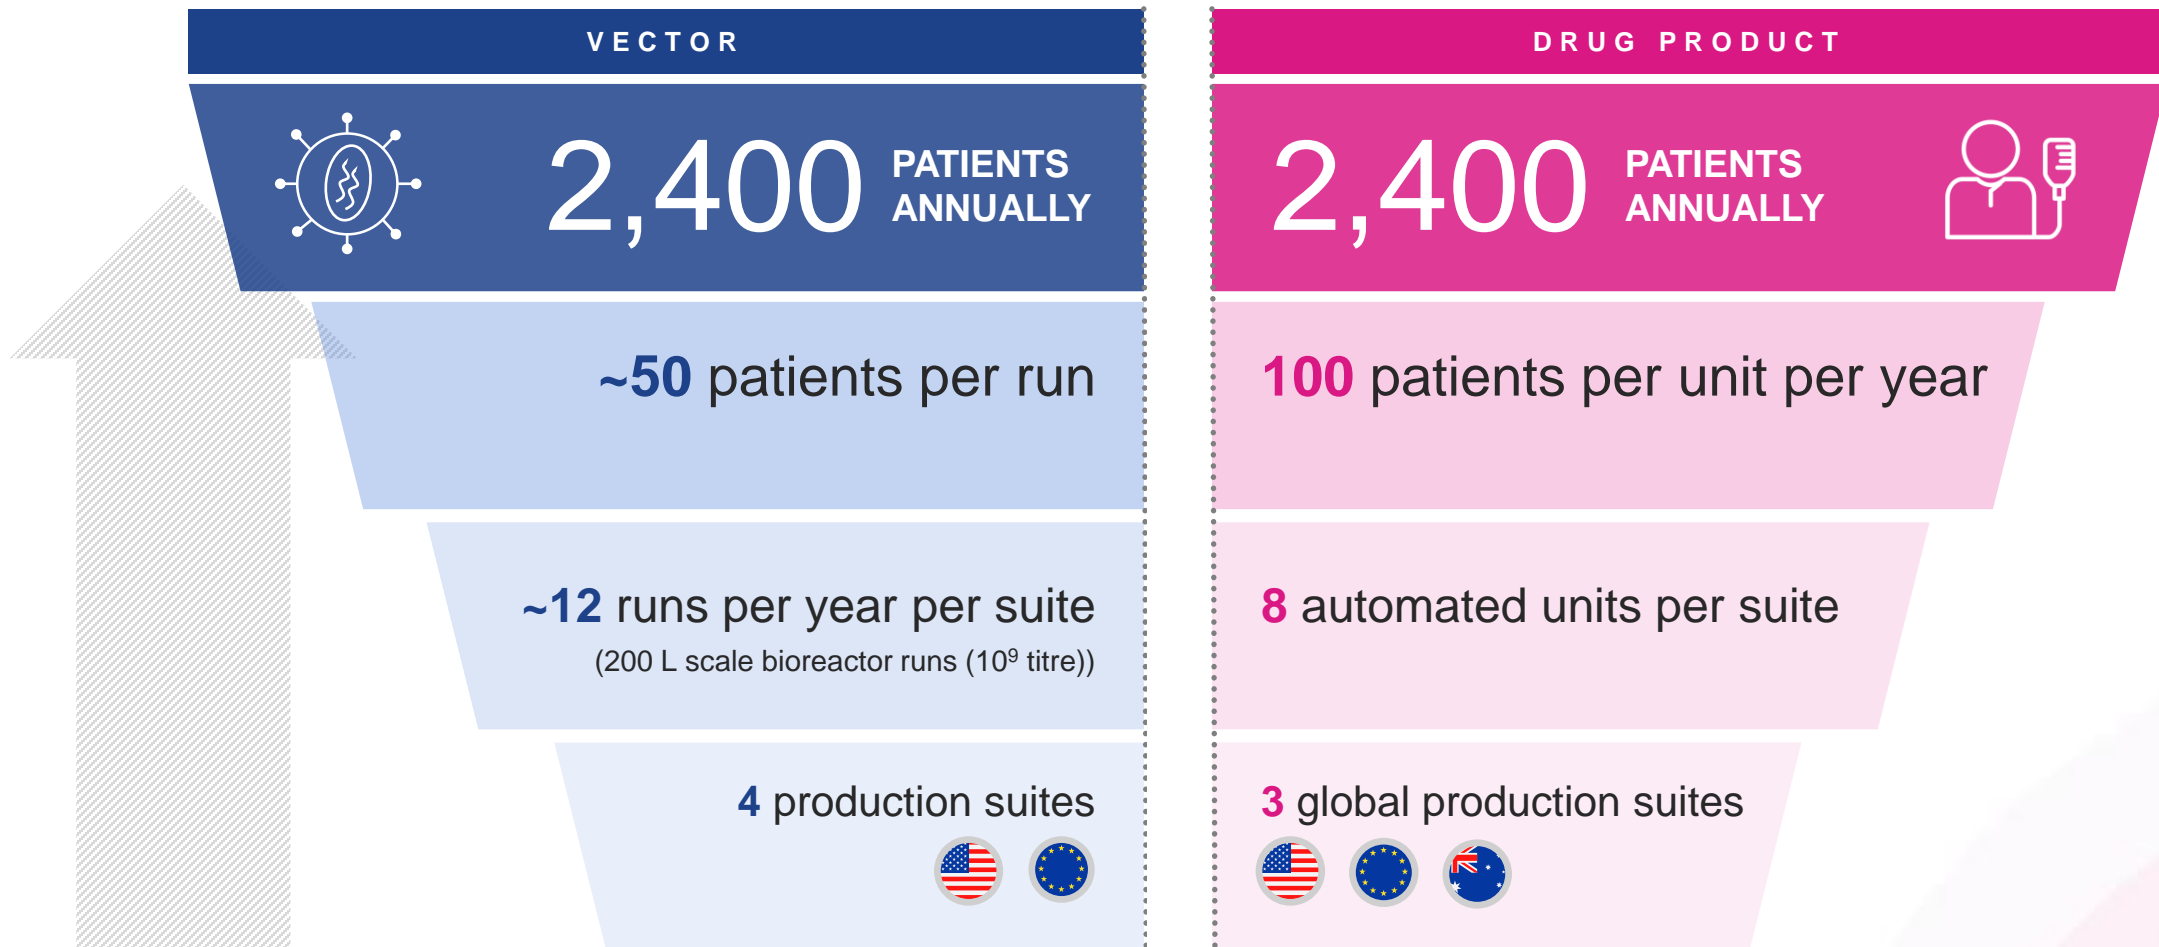 VECTOR
2,400 PATIENTS
ANNUALLY
~50 patients per run
~12 runs per year per suite
(200 L scale bioreactor runs (10⁹ titre))
4 production suites
DRUG PRODUCT
2,400 PATIENTS
ANNUALLY
100 patients per unit per year
8 automated units per suite
3 global production suites